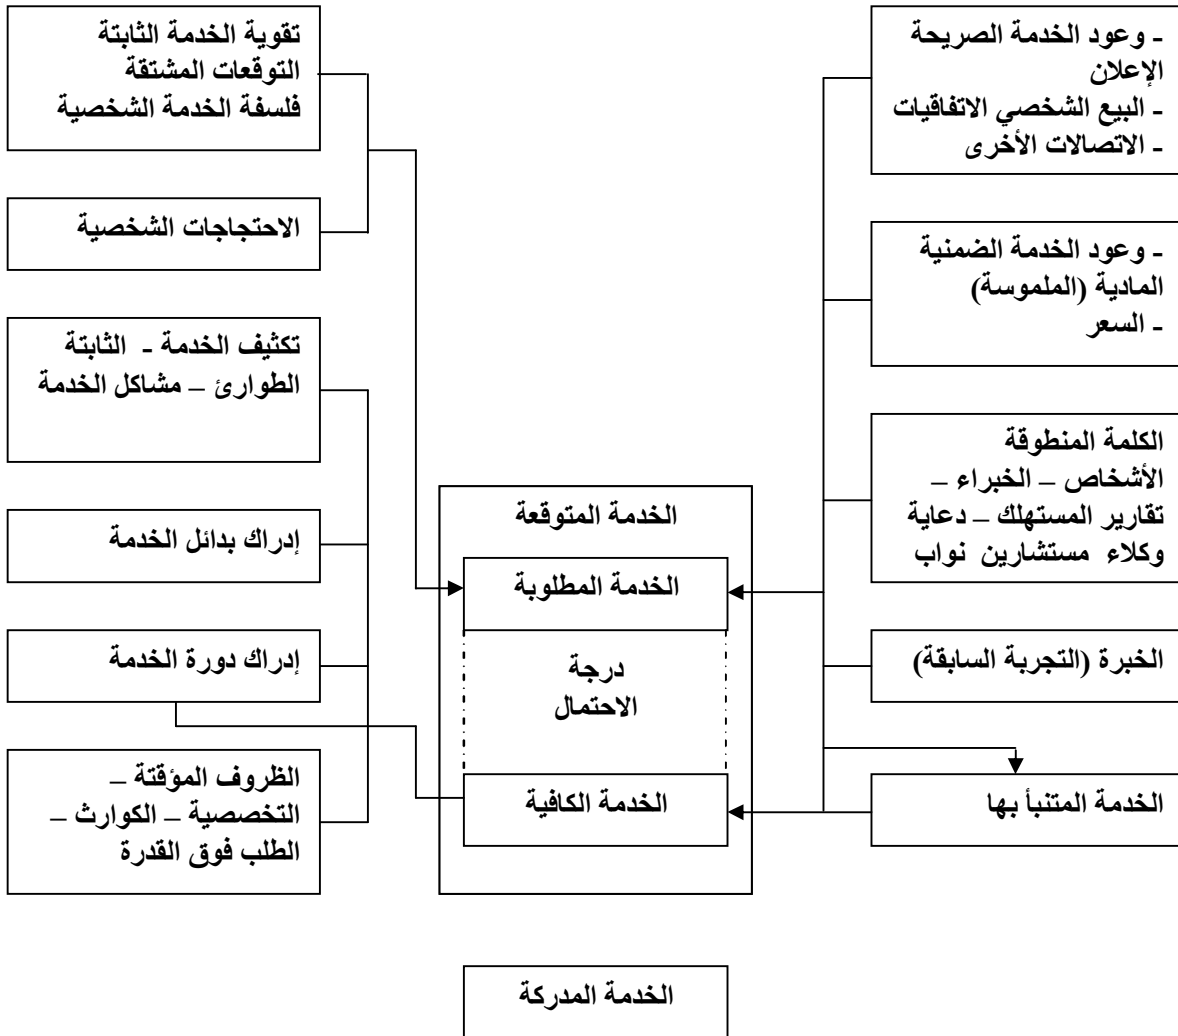 - وعود الخدمة الصريحة
الإعلان
- البيع الشخصي الاتفاقيات
- الاتصالات الأخرى
- وعود الخدمة الضمنية
المادية (الملموسة)
- السعر
الكلمة المنطوقة
الأشخاص – الخبراء –
تقارير المستهلك – دعاية
وكلاء مستشارين نواب
الخبرة (التجربة السابقة)
الخدمة المتنبأ بها
الخدمة المتوقعة
الخدمة المطلوبة
درجة
الاحتمال
الخدمة الكافية
الخدمة المدركة
تقوية الخدمة الثابتة
التوقعات المشتقة
فلسفة الخدمة الشخصية
الاحتجاجات الشخصية
تكثيف الخدمة - الثابتة
الطوارئ – مشاكل الخدمة
إدراك بدائل الخدمة
إدراك دورة الخدمة
الظروف المؤقتة –
التخصصية – الكوارث –
الطلب فوق القدرة